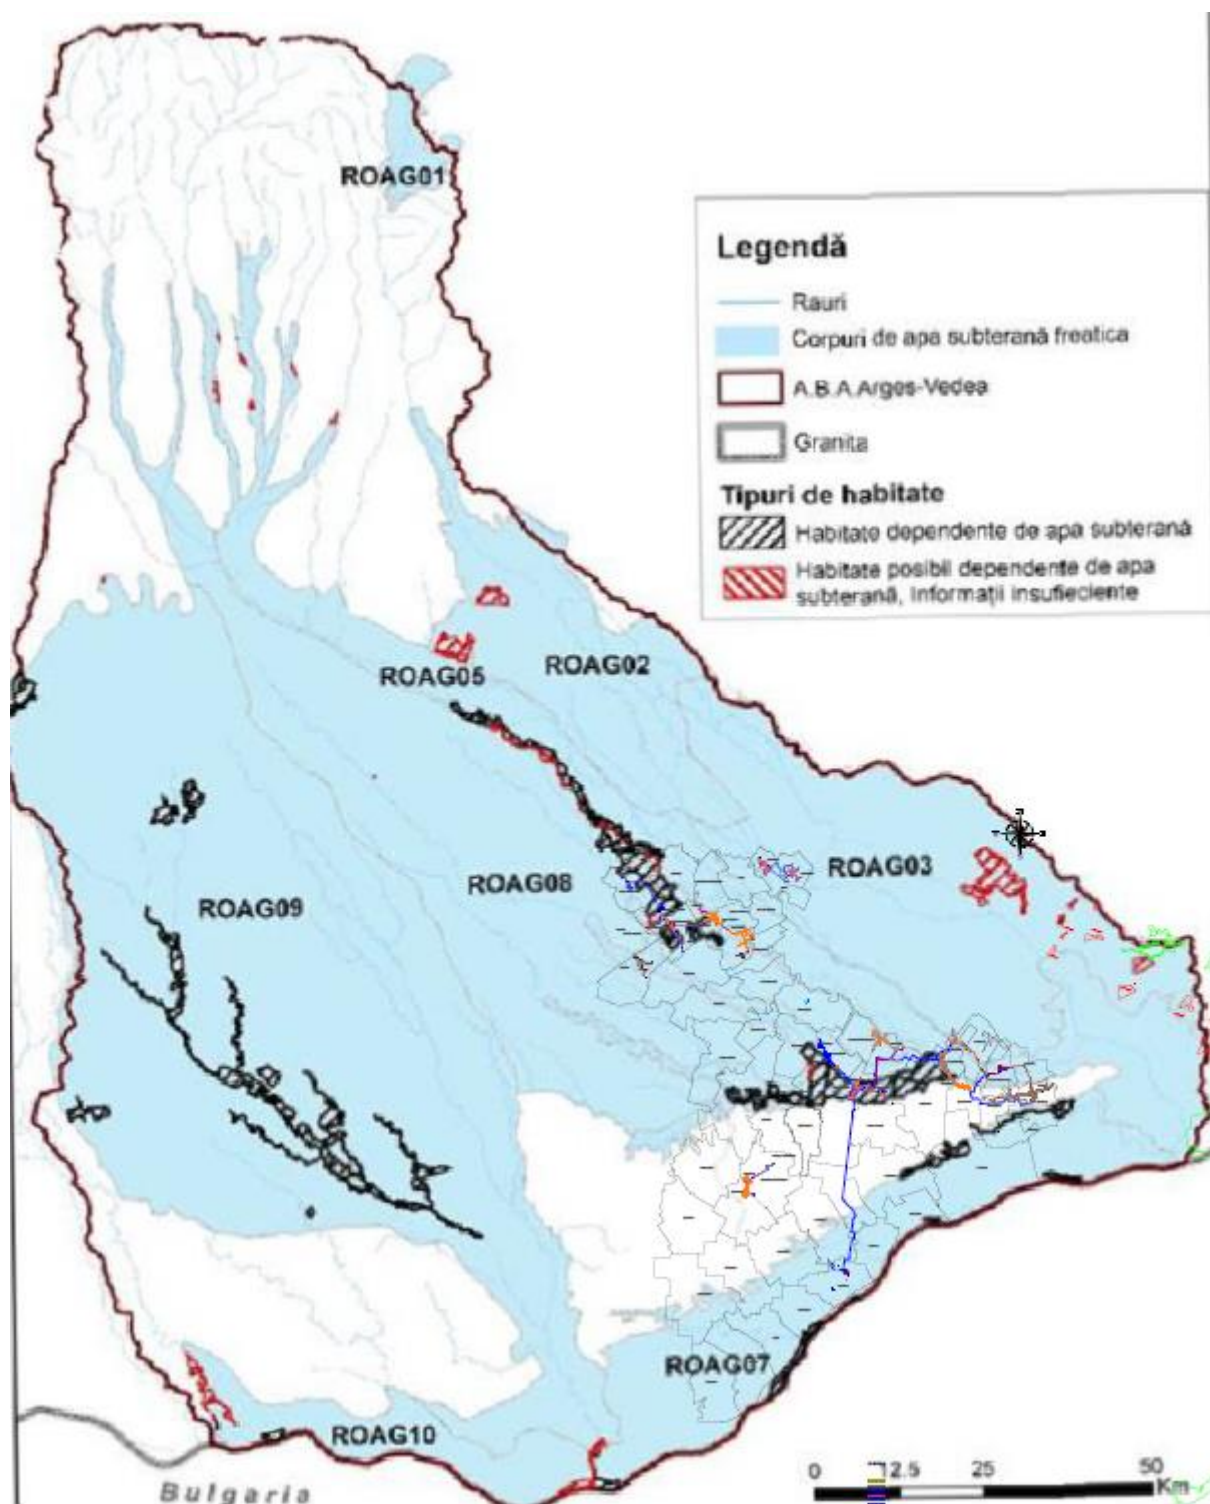 ROAG01
Legendă
Rauri
Corpuri de apa subterană freatica
A.B.A.Arges-Vedea
Granita
Tipuri de habitate
Habitate dependente de apa subterană
Habitate posibil dependente de apa
subterană, Informații insufieciente
ROAG02
ROAG05
ROAG03
ROAG08
ROAG09
ROAG07
ROAG10
Bulgaria
0 12.5 25 50
Km